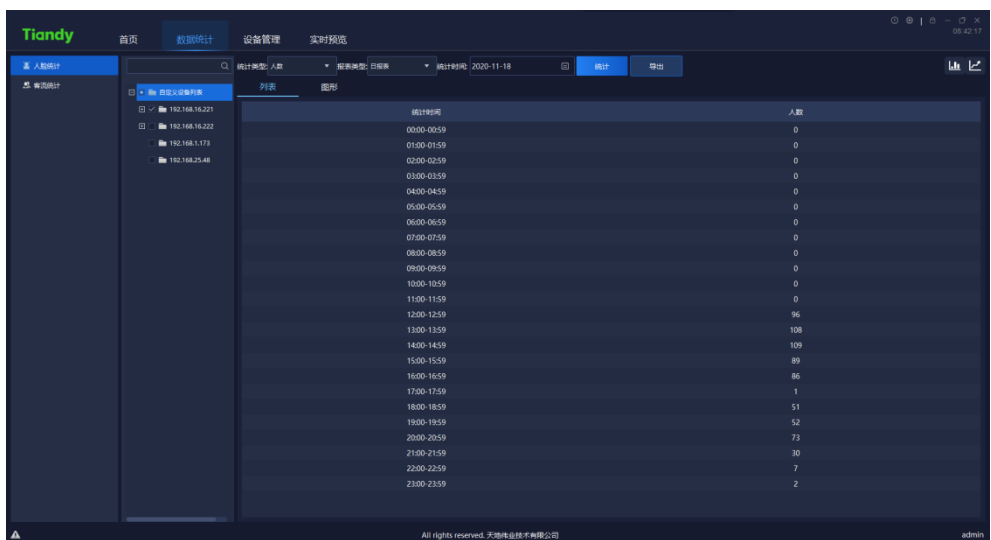 Tiandy
首页 数据统计 设备管理 实时预览
08:42:17
人脸统计
客流统计
自定义设备列表
192.168.16.221
192.168.16.222
192.168.1.173
192.168.25.48
统计类型: 人数 报表类型: 日报表 统计时间: 2020-11-18 统计 导出
列表 图形
统计时间 人数
00:00-00:59 0
01:00-01:59 0
02:00-02:59 0
03:00-03:59 0
04:00-04:59 0
05:00-05:59 0
06:00-06:59 0
07:00-07:59 0
08:00-08:59 0
09:00-09:59 0
10:00-10:59 0
11:00-11:59 0
12:00-12:59 96
13:00-13:59 108
14:00-14:59 109
15:00-15:59 89
16:00-16:59 86
17:00-17:59 1
18:00-18:59 51
19:00-19:59 52
20:00-20:59 73
21:00-21:59 30
22:00-22:59 7
23:00-23:59 2
All rights reserved. 天地伟业技术有限公司
admin